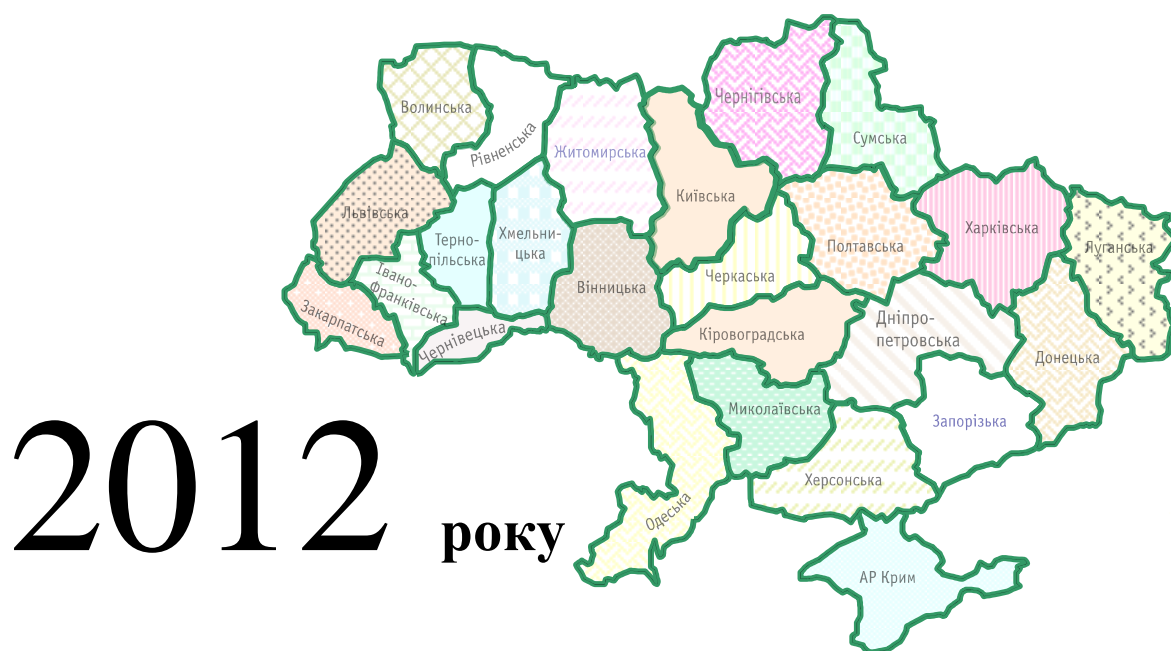 Чернігівська
Волинська
Сумська
Рівненська
Житомирська
Київська
Львівська
Терно-
пільська
Хмельни-
цька
Харківська
Полтавська
Луганська
Івано-
франківська
Черкаська
Вінницька
Закарпатська
Чернівецька
Кіровоградська
Дніпро-
петровська
Донецька
Миколаївська
Запорізька
Херсонська
Одеська
2012 року
АР Крим